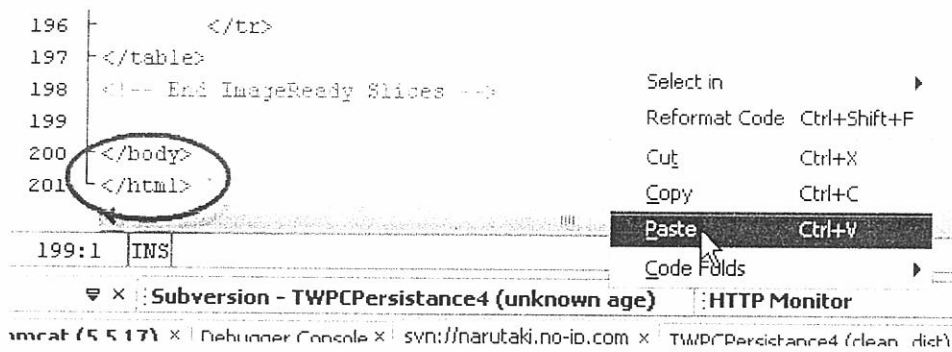 196 </tr>
197 </table>
198 <!-- End ImageReady Slices -->
199
200 </body>
201 </html>
Select in
Reformat Code Ctrl+Shift+F
Cut Ctrl+X
Copy Ctrl+C
Paste Ctrl+V
Code Folds
199:1 INS
Subversion - TWPCPersistance4 (unknown age) HTTP Monitor
omcat (5.5.17) × Debugger Console × svn://narutaki.no-ip.com × TWPCPersistance4 (clean, dist)